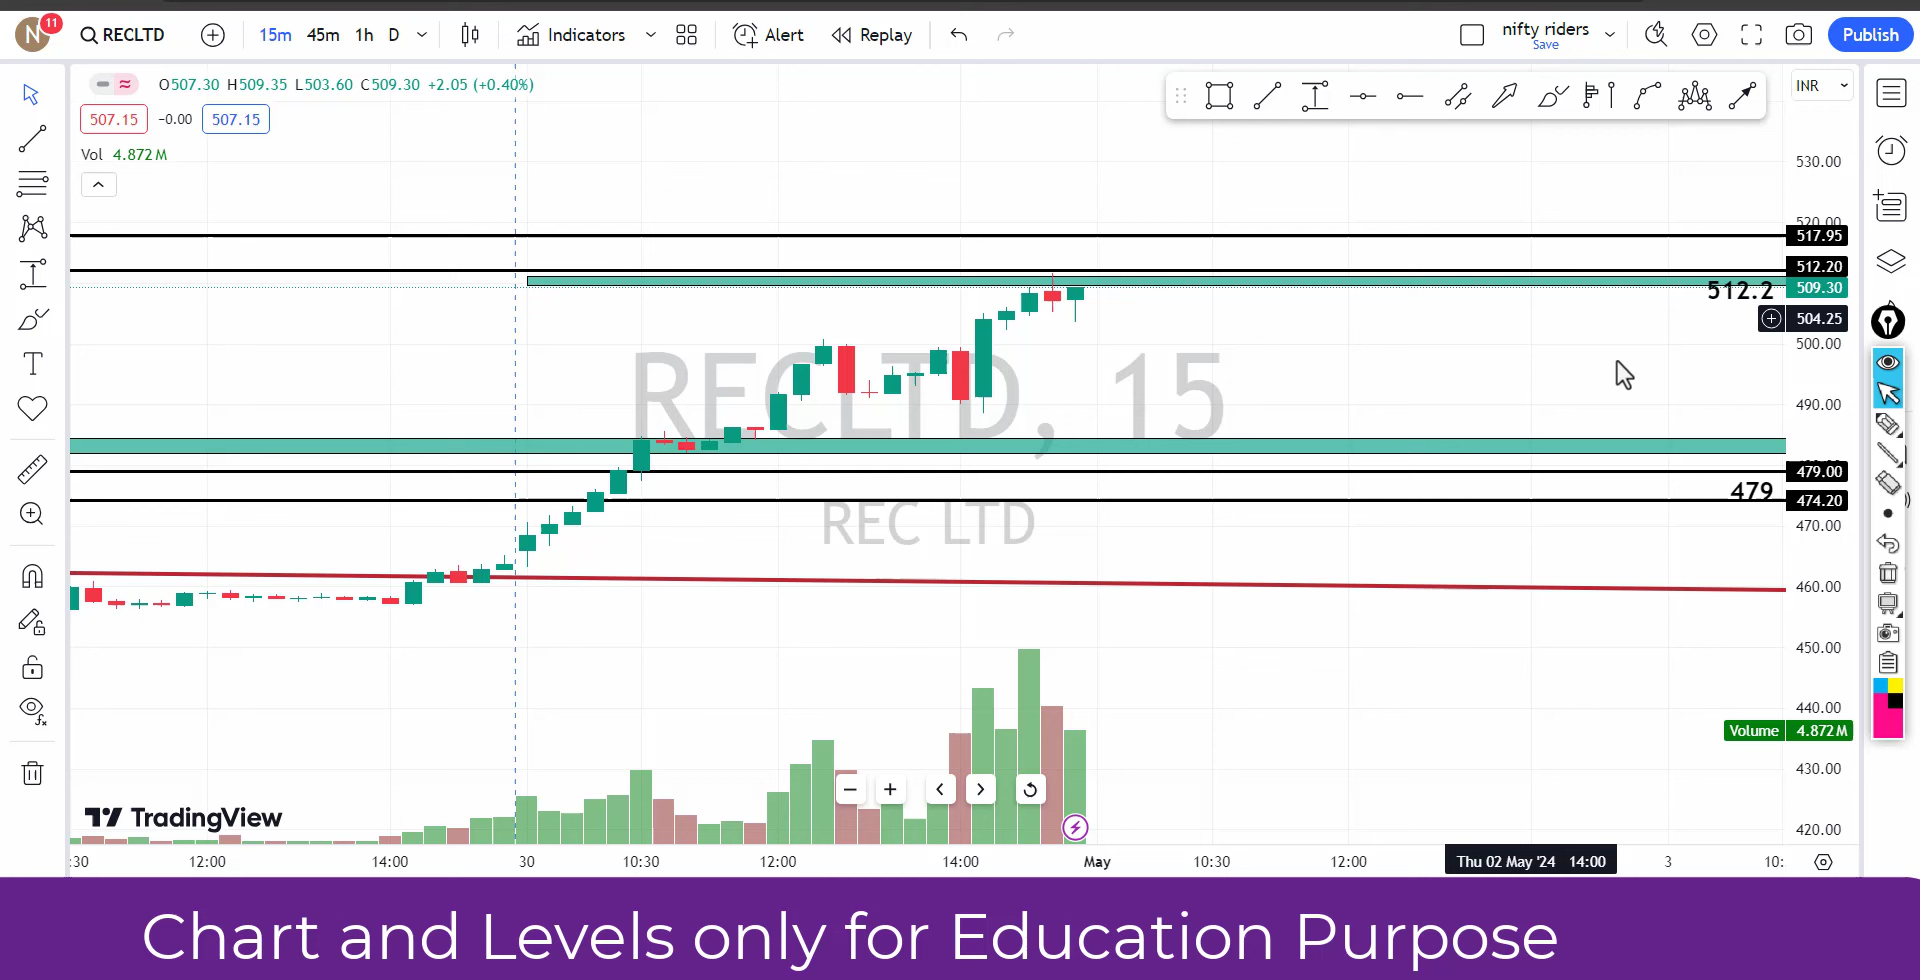 N 11 RECLTD 15m 45m 1h D Indicators Alert Replay nifty riders Save Publish
O507.30 H509.35 L503.60 C509.30 +2.05 (+0.40%) INR
507.15 −0.00 507.15
Vol 4.872 M
530.00
520.00
517.95
512.20
512.2 509.30
504.25
500.00
RECLTD, 15
490.00
479.00
479
474.20
REC LTD
470.00
460.00
450.00
440.00
Volume 4.872 M
430.00
TradingView
420.00
:30 12:00 14:00 30 10:30 12:00 14:00 May 10:30 12:00 Thu 02 May '24 14:00 3 10:
Chart and Levels only for Education Purpose